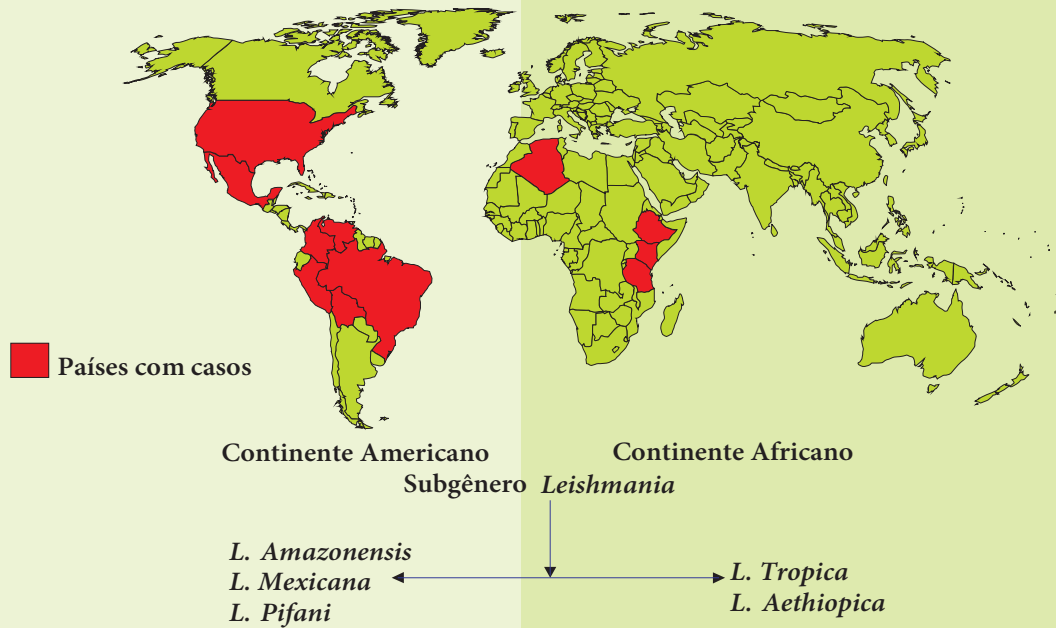 Países com casos
Continente Americano
Continente Africano
Subgênero Leishmania
L. Amazonensis
L. Mexicana
L. Pifani
L. Tropica
L. Aethiopica